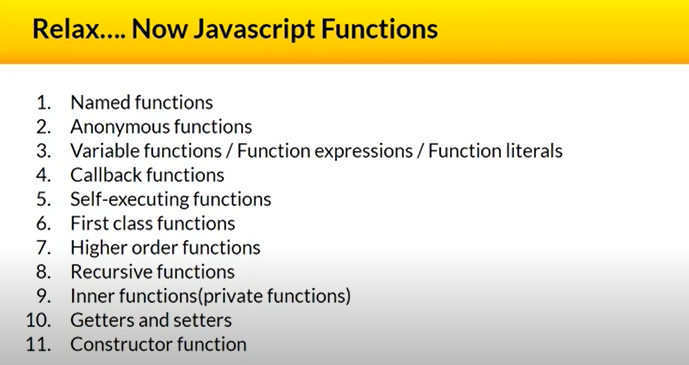 Relax.... Now Javascript Functions
1. Named functions
2. Anonymous functions
3. Variable functions / Function expressions / Function literals
4. Callback functions
5. Self-executing functions
6. First class functions
7. Higher order functions
8. Recursive functions
9. Inner functions(private functions)
10. Getters and setters
11. Constructor function